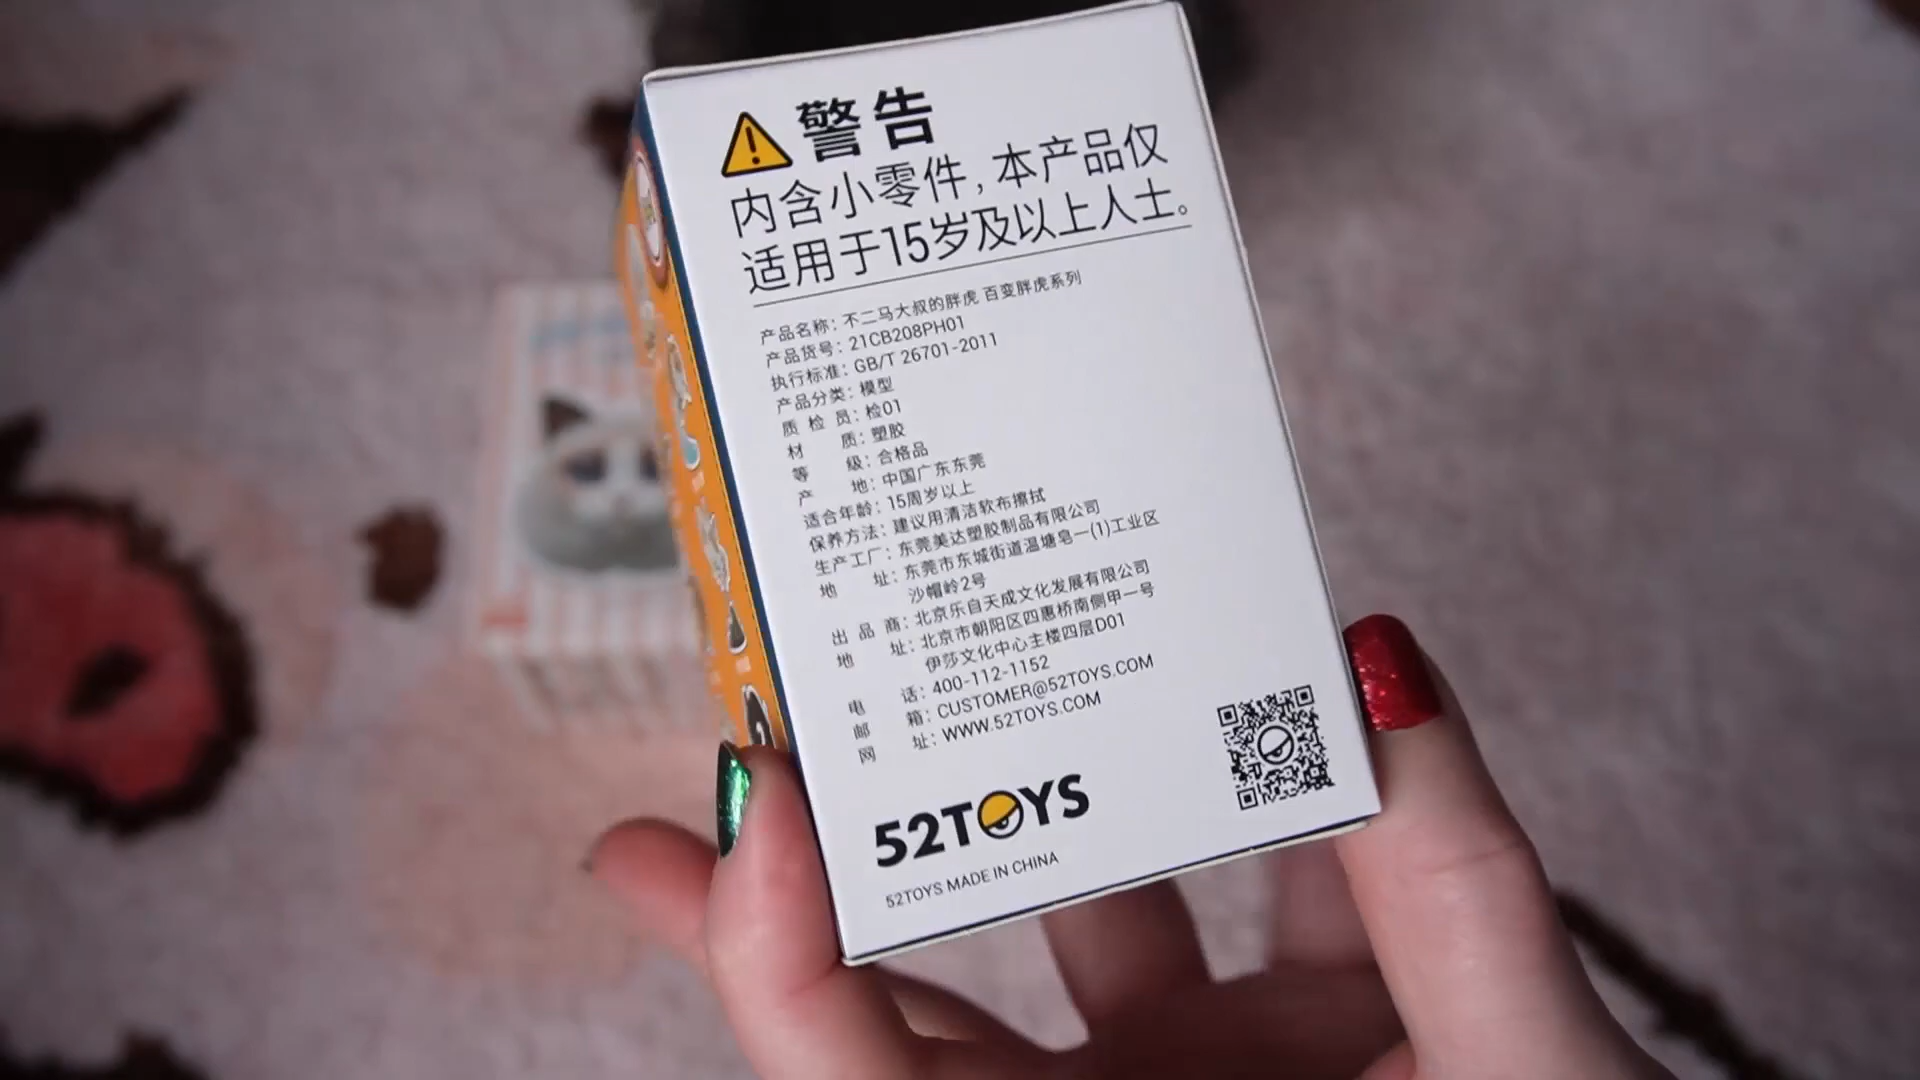 警告
内含小零件，本产品仅
适用于15岁及以上人士。
产品名称：不二马大叔的胖虎 百变胖虎系列
产品货号：21CB208PH01
执行标准：GB/T 26701-2011
产品分类：模型
质检员：检01
材质：塑胶
等级：合格品
产地：中国广东东莞
适合年龄：15周岁以上
保养方法：建议用清洁软布擦拭
生产工厂：东莞美达塑胶制品有限公司
地址：东莞市东城街道温塘皂一(1)工业区
沙帽岭2号
出品商：北京乐自天成文化发展有限公司
地址：北京市朝阳区四惠桥南侧甲一号
伊莎文化中心主楼四层D01
电话：400-112-1152
邮箱：CUSTOMER@52TOYS.COM
网址：WWW.52TOYS.COM
52TOYS
52TOYS MADE IN CHINA